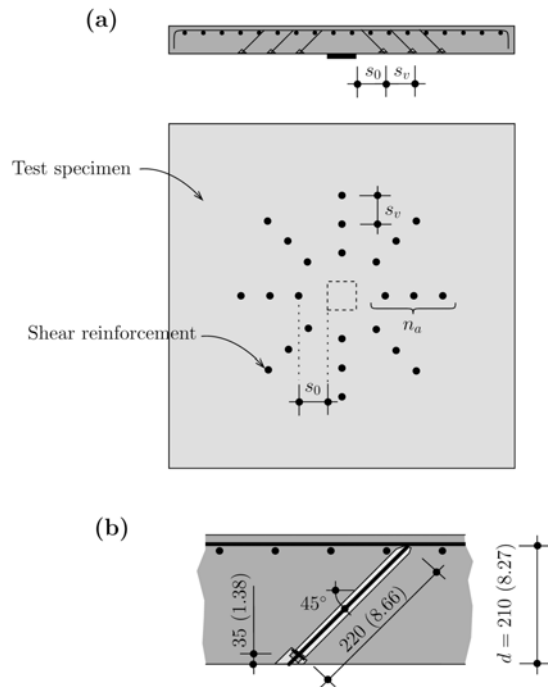 (a)
s₀ sᵥ
Test specimen
sᵥ
nₐ
Shear reinforcement
s₀
(b)
35 (1.38)
45°
220 (8.66)
d = 210 (8.27)